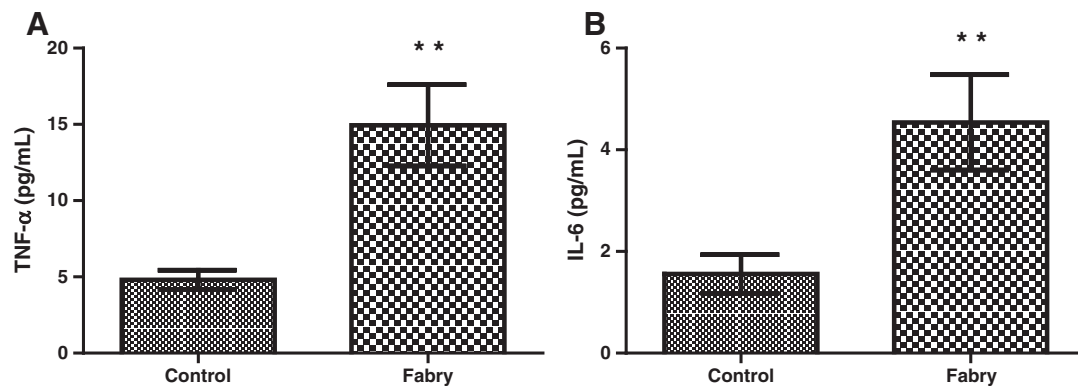 A
TNF-α (pg/mL)
20
15
10
5
0
* *
Control
Fabry
B
IL-6 (pg/mL)
6
4
2
0
* *
Control
Fabry